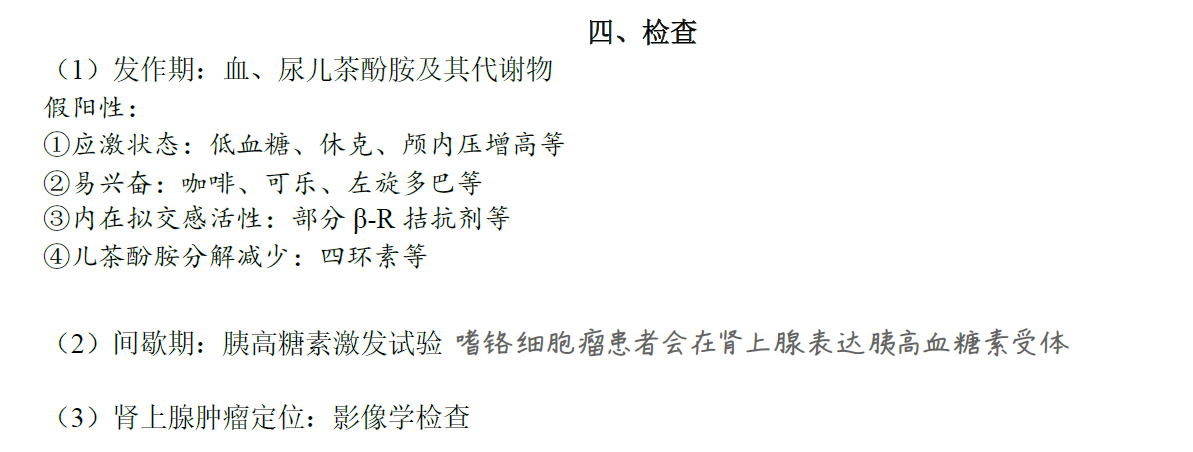 四、检查
（1）发作期：血、尿儿茶酚胺及其代谢物
假阳性：
①应激状态：低血糖、休克、颅内压增高等
②易兴奋：咖啡、可乐、左旋多巴等
③内在拟交感活性：部分 β-R 拮抗剂等
④儿茶酚胺分解减少：四环素等
（2）间歇期：胰高糖素激发试验 嗜铬细胞瘤患者会在肾上腺表达胰高血糖素受体
（3）肾上腺肿瘤定位：影像学检查